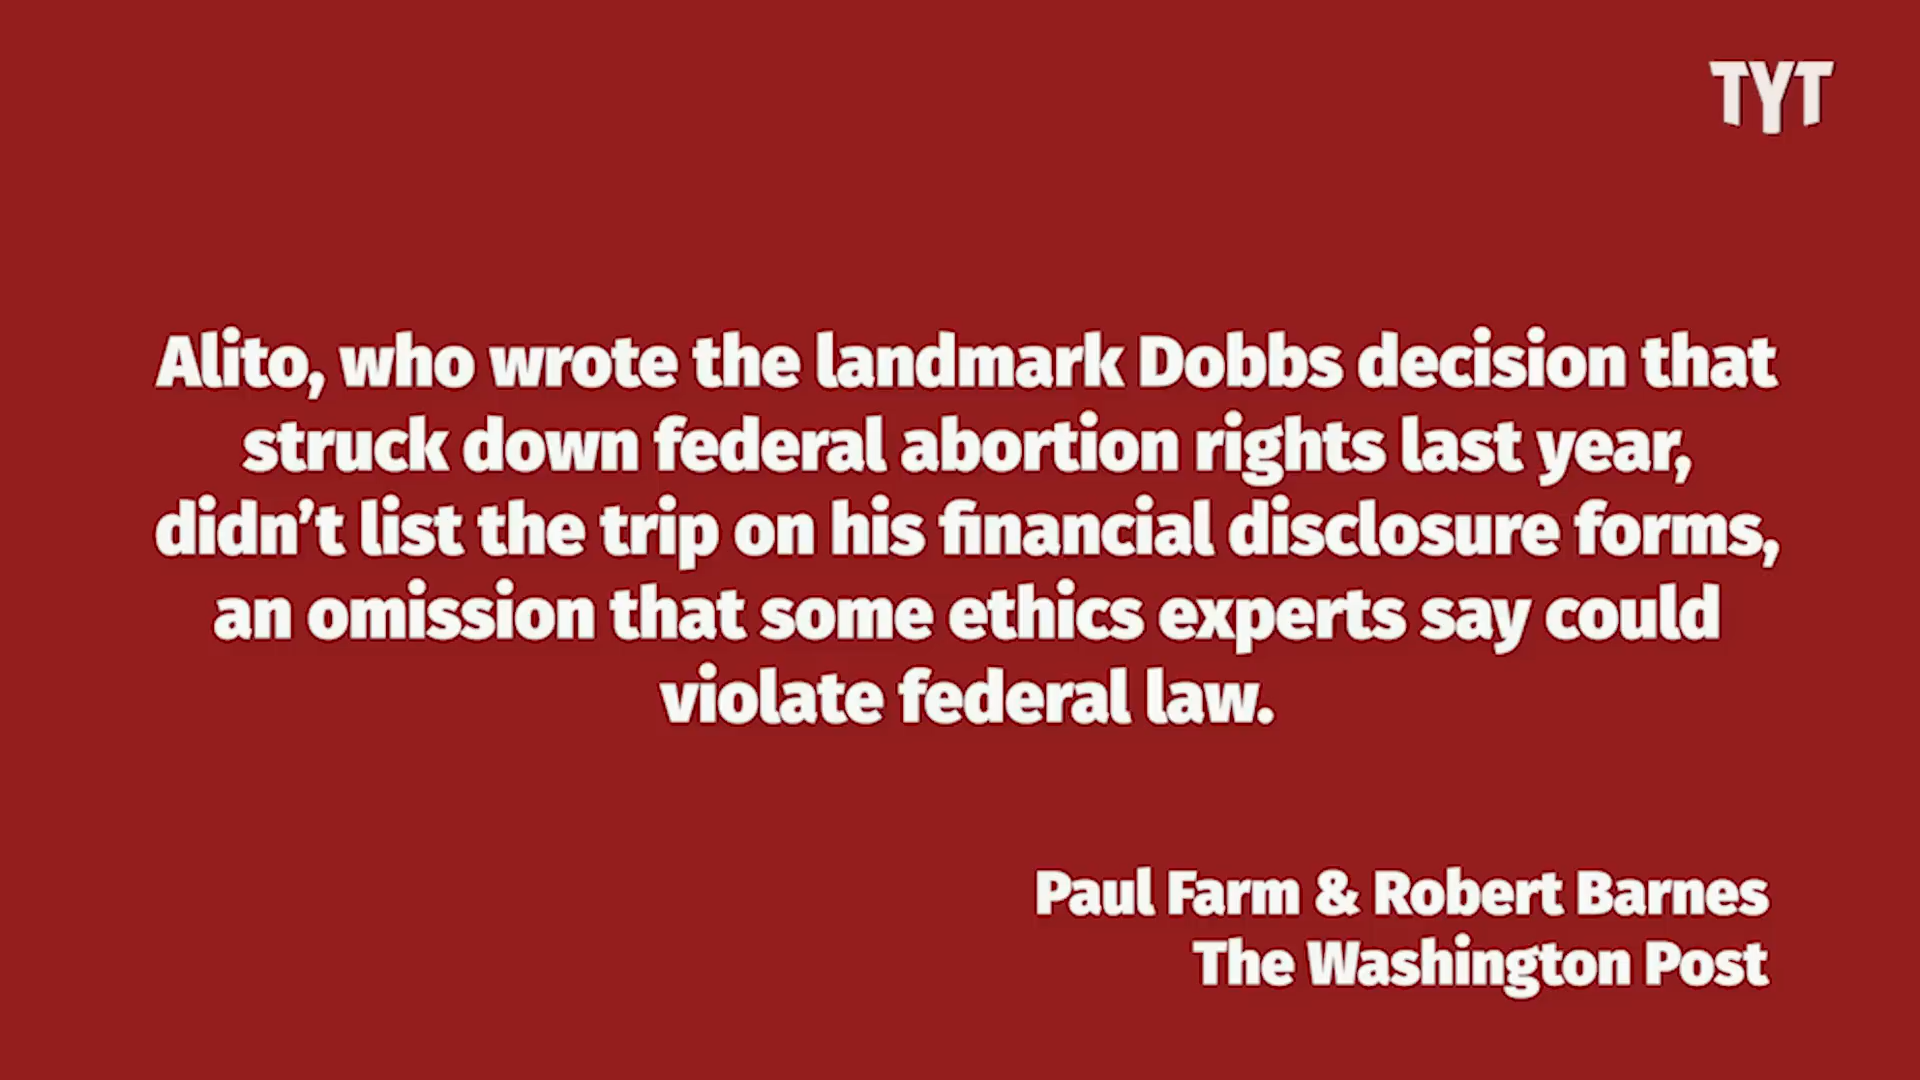 TYT
Alito, who wrote the landmark Dobbs decision that
struck down federal abortion rights last year,
didn’t list the trip on his financial disclosure forms,
an omission that some ethics experts say could
violate federal law.
Paul Farm & Robert Barnes
The Washington Post